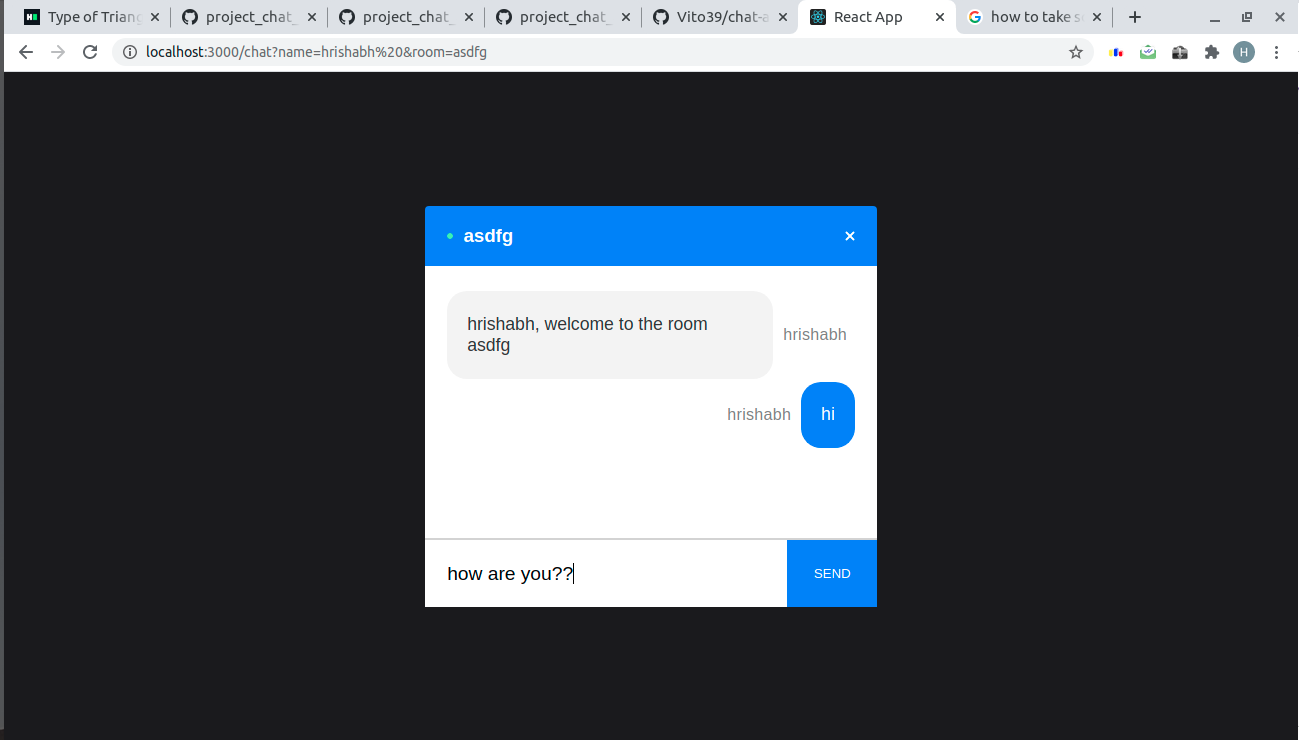 Type of Triang
project_chat_
project_chat_
project_chat_
Vito39/chat-a
React App
how to take s
localhost:3000/chat?name=hrishabh%20&room=asdfg
H
asdfg
hrishabh, welcome to the room
asdfg
hrishabh
hrishabh
hi
how are you??
SEND